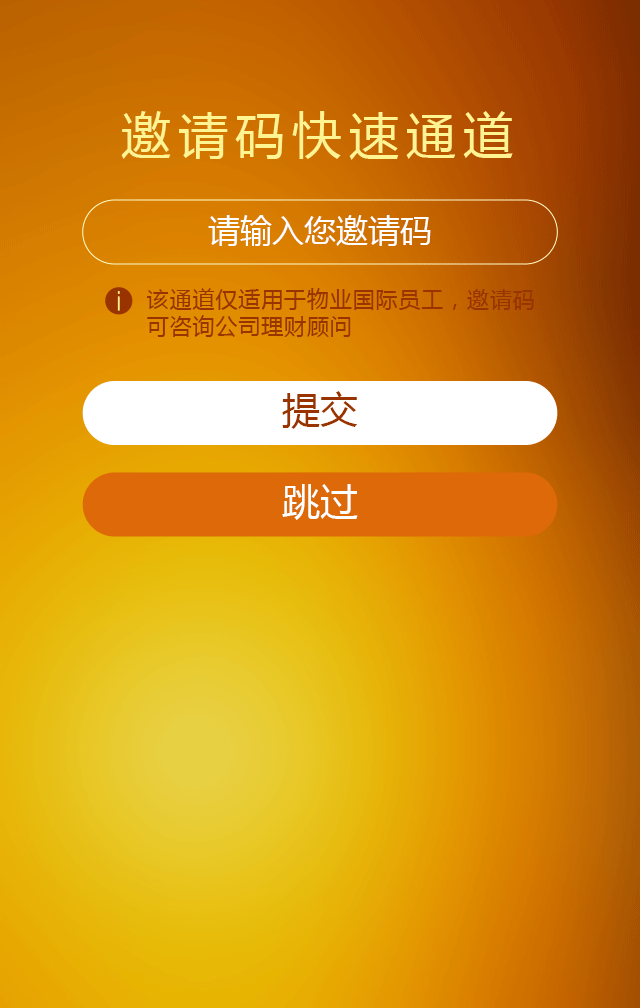 邀请码快速通道
请输入您邀请码
该通道仅适用于物业国际员工，邀请码
可咨询公司理财顾问
提交
跳过